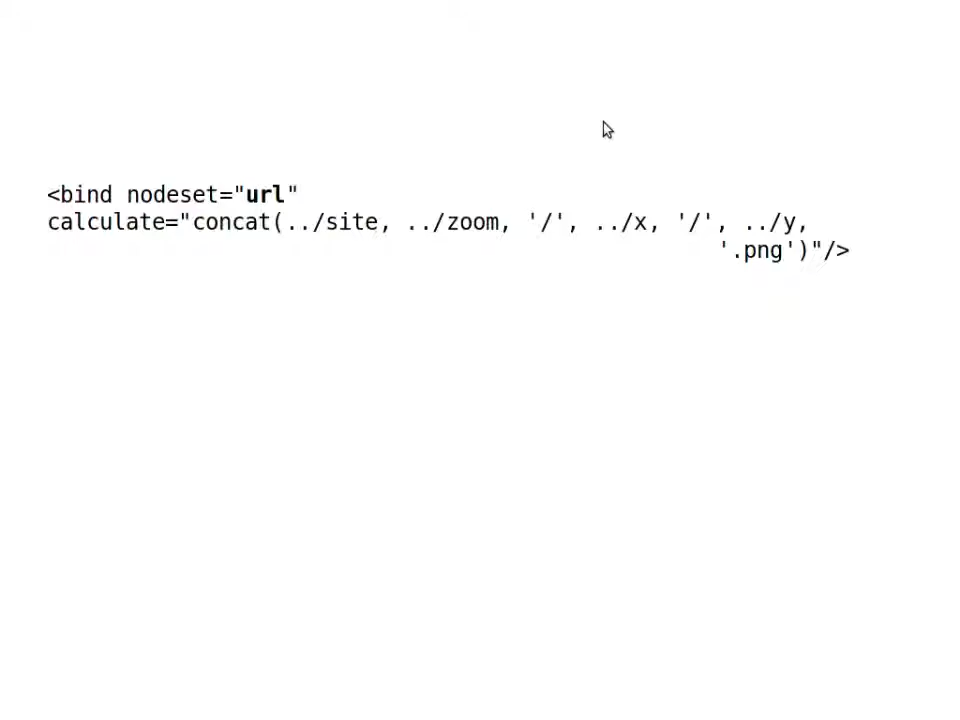 <bind nodeset="url"
calculate="concat(../site, ../zoom, '/', ../x, '/', ../y,
'.png')"/>